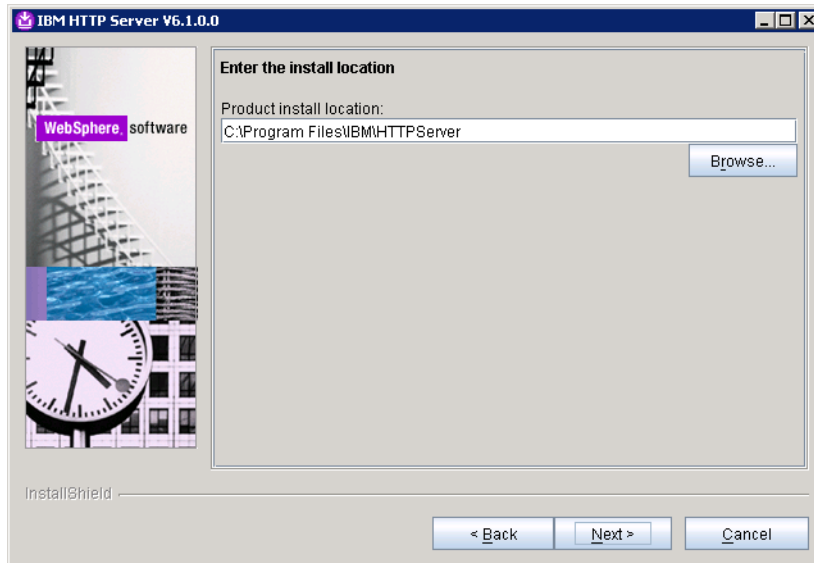 IBM HTTP Server V6.1.0.0
WebSphere. software
Enter the install location
Product install location:
C:\Program Files\IBM\HTTPServer
Browse...
InstallShield
< Back
Next >
Cancel